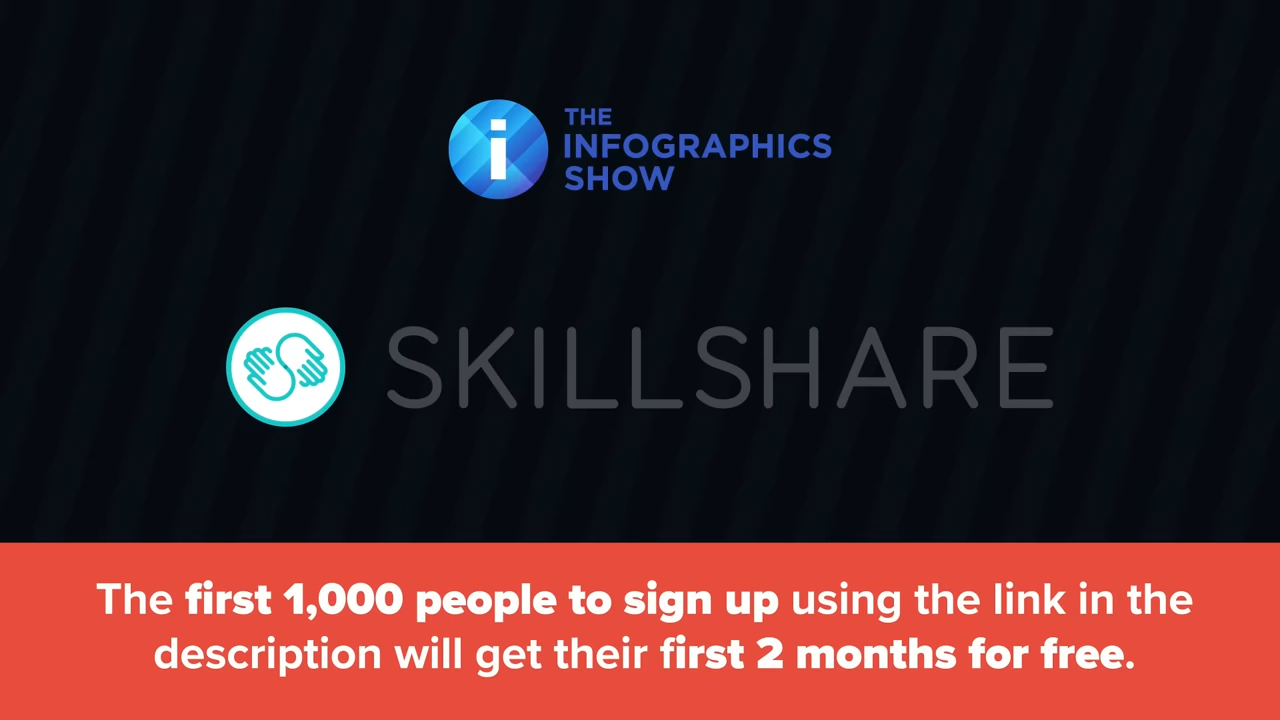 i
THE
INFOGRAPHICS
SHOW
SKILLSHARE
The first 1,000 people to sign up using the link in the
description will get their first 2 months for free.